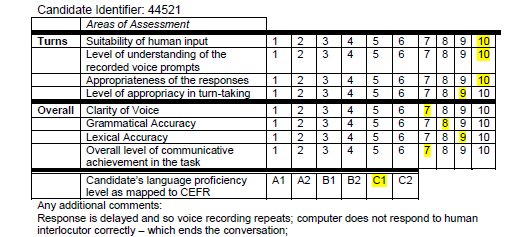 Candidate Identifier: 44521
Areas of Assessment
Turns Suitability of human input 1 2 3 4 5 6 7 8 9 10
Level of understanding of the 1 2 3 4 5 6 7 8 9 10
recorded voice prompts
Appropriateness of the responses 1 2 3 4 5 6 7 8 9 10
Level of appropriacy in turn-taking 1 2 3 4 5 6 7 8 9 10
Overall Clarity of Voice 1 2 3 4 5 6 7 8 9 10
Grammatical Accuracy 1 2 3 4 5 6 7 8 9 10
Lexical Accuracy 1 2 3 4 5 6 7 8 9 10
Overall level of communicative 1 2 3 4 5 6 7 8 9 10
achievement in the task
Candidate's language proficiency A1 A2 B1 B2 C1 C2
level as mapped to CEFR
Any additional comments:
Response is delayed and so voice recording repeats; computer does not respond to human
interlocutor correctly – which ends the conversation;